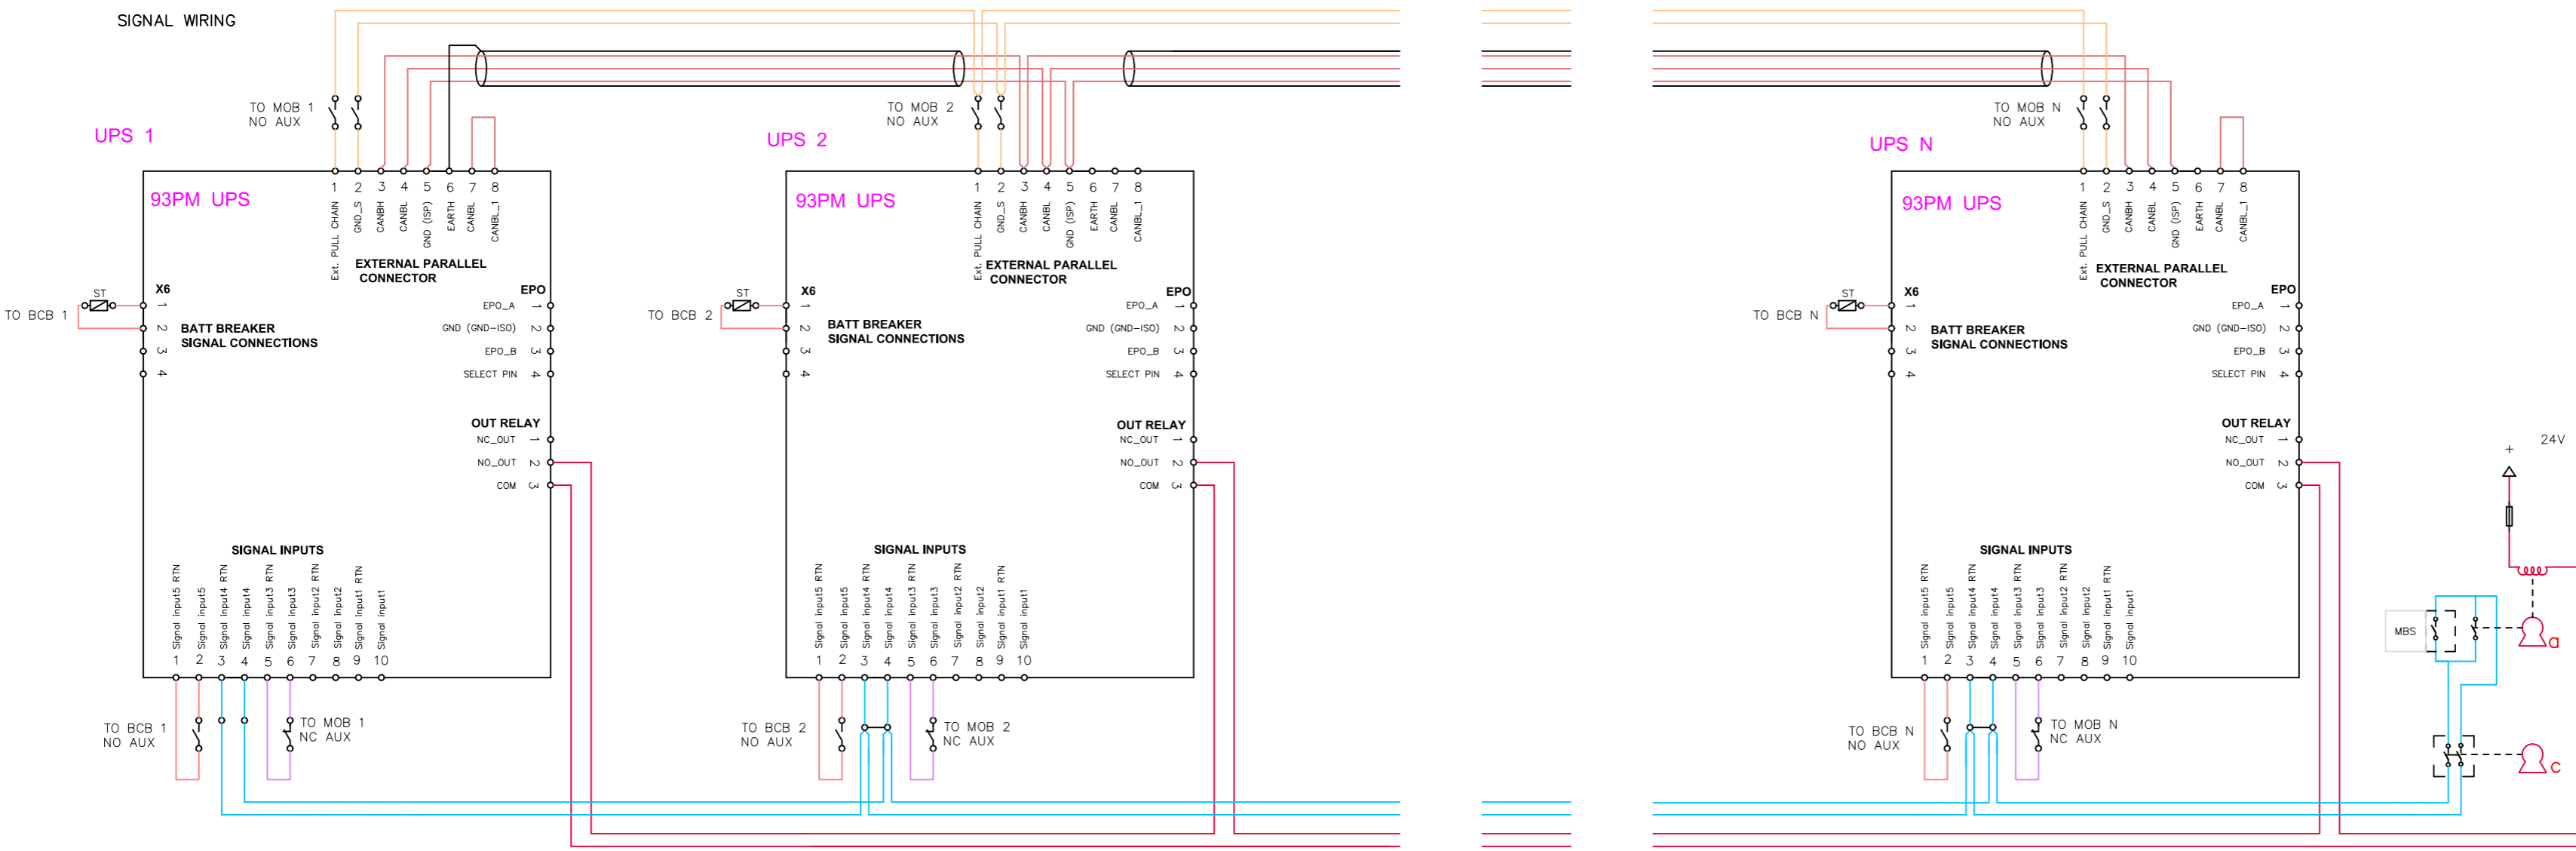 SIGNAL WIRING
TO MOB 1
NO AUX
UPS 1
93PM UPS
1 2 3 4 5 6 7 8
Ext. PULL CHAIN
GND_S
CANBH
CANBL
GND (ISP)
EARTH
CANBL
CANBL_1
EXTERNAL PARALLEL
CONNECTOR
X6
ST
TO BCB 1
1
2
3
4
BATT BREAKER
SIGNAL CONNECTIONS
EPO
EPO_A 1
GND (GND-ISO) 2
EPO_B 3
SELECT PIN 4
OUT RELAY
NC_OUT 1
NO_OUT 2
COM 3
SIGNAL INPUTS
Signal input5 RTN
Signal input5
Signal input4 RTN
Signal input4
Signal input3 RTN
Signal input3
Signal input2 RTN
Signal input2
Signal input1 RTN
Signal input1
1 2 3 4 5 6 7 8 9 10
TO BCB 1
NO AUX
TO MOB 1
NC AUX
TO MOB 2
NO AUX
UPS 2
93PM UPS
1 2 3 4 5 6 7 8
Ext. PULL CHAIN
GND_S
CANBH
CANBL
GND (ISP)
EARTH
CANBL
CANBL_1
EXTERNAL PARALLEL
CONNECTOR
X6
ST
TO BCB 2
1
2
3
4
BATT BREAKER
SIGNAL CONNECTIONS
EPO
EPO_A 1
GND (GND-ISO) 2
EPO_B 3
SELECT PIN 4
OUT RELAY
NC_OUT 1
NO_OUT 2
COM 3
SIGNAL INPUTS
Signal input5 RTN
Signal input5
Signal input4 RTN
Signal input4
Signal input3 RTN
Signal input3
Signal input2 RTN
Signal input2
Signal input1 RTN
Signal input1
1 2 3 4 5 6 7 8 9 10
TO BCB 2
NO AUX
TO MOB 2
NC AUX
TO MOB N
NO AUX
UPS N
93PM UPS
1 2 3 4 5 6 7 8
Ext. PULL CHAIN
GND_S
CANBH
CANBL
GND (ISP)
EARTH
CANBL
CANBL_1
EXTERNAL PARALLEL
CONNECTOR
X6
ST
TO BCB N
1
2
3
4
BATT BREAKER
SIGNAL CONNECTIONS
EPO
EPO_A 1
GND (GND-ISO) 2
EPO_B 3
SELECT PIN 4
OUT RELAY
NC_OUT 1
NO_OUT 2
COM 3
SIGNAL INPUTS
Signal input5 RTN
Signal input5
Signal input4 RTN
Signal input4
Signal input3 RTN
Signal input3
Signal input2 RTN
Signal input2
Signal input1 RTN
Signal input1
1 2 3 4 5 6 7 8 9 10
TO BCB N
NO AUX
TO MOB N
NC AUX
24V
+
MBS
a
c